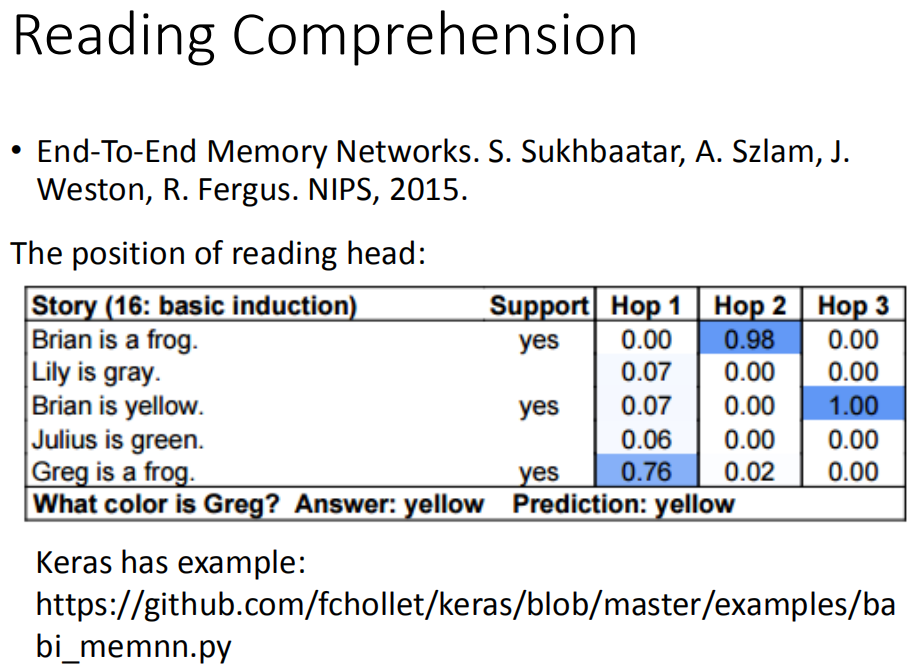 Reading Comprehension
• End-To-End Memory Networks. S. Sukhbaatar, A. Szlam, J.
Weston, R. Fergus. NIPS, 2015.
The position of reading head:
Story (16: basic induction) Support Hop 1 Hop 2 Hop 3
Brian is a frog. yes 0.00 0.98 0.00
Lily is gray. 0.07 0.00 0.00
Brian is yellow. yes 0.07 0.00 1.00
Julius is green. 0.06 0.00 0.00
Greg is a frog. yes 0.76 0.02 0.00
What color is Greg? Answer: yellow Prediction: yellow
Keras has example:
https://github.com/fchollet/keras/blob/master/examples/ba
bi_memnn.py